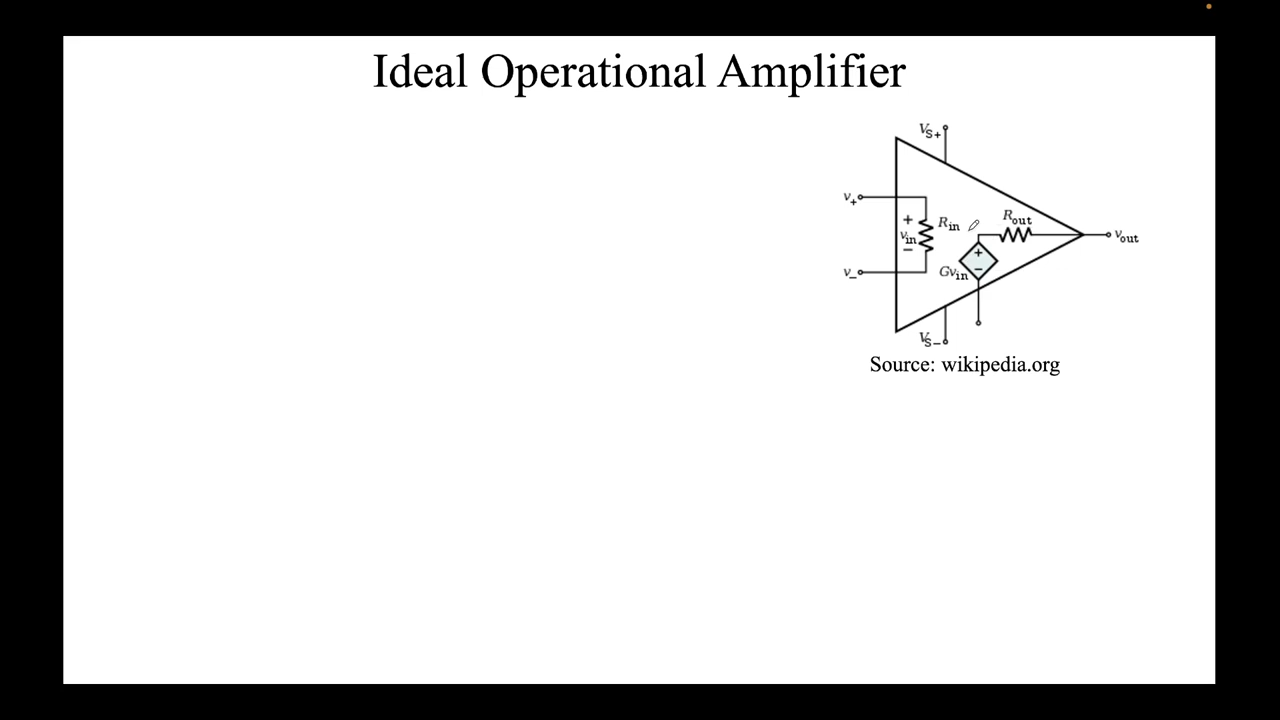 Ideal Operational Amplifier
VS+
v+
+
Rin
Rout
vin
vout
+
−
v−
Gvin
−
VS−
Source: wikipedia.org